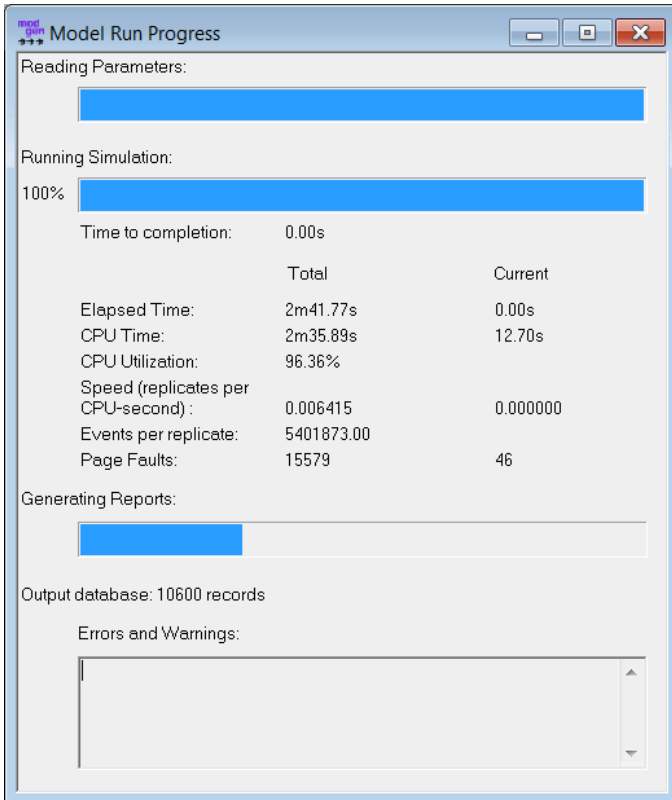 mod
gen
Model Run Progress
Reading Parameters:
Running Simulation:
100%
Time to completion: 0.00s
Total Current
Elapsed Time: 2m41.77s 0.00s
CPU Time: 2m35.89s 12.70s
CPU Utilization: 96.36%
Speed (replicates per
CPU-second) : 0.006415 0.000000
Events per replicate: 5401873.00
Page Faults: 15579 46
Generating Reports:
Output database: 10600 records
Errors and Warnings: